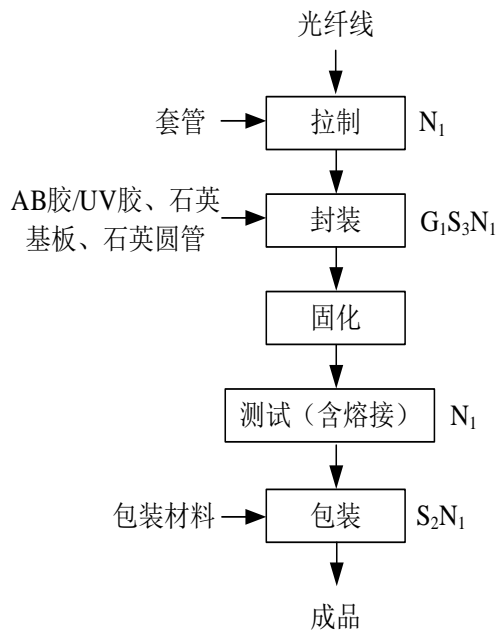 光纤线
套管
拉制
N₁
AB胶/UV胶、石英
基板、石英圆管
封装
G₁S₃N₁
固化
测试（含熔接）
N₁
包装材料
包装
S₂N₁
成品